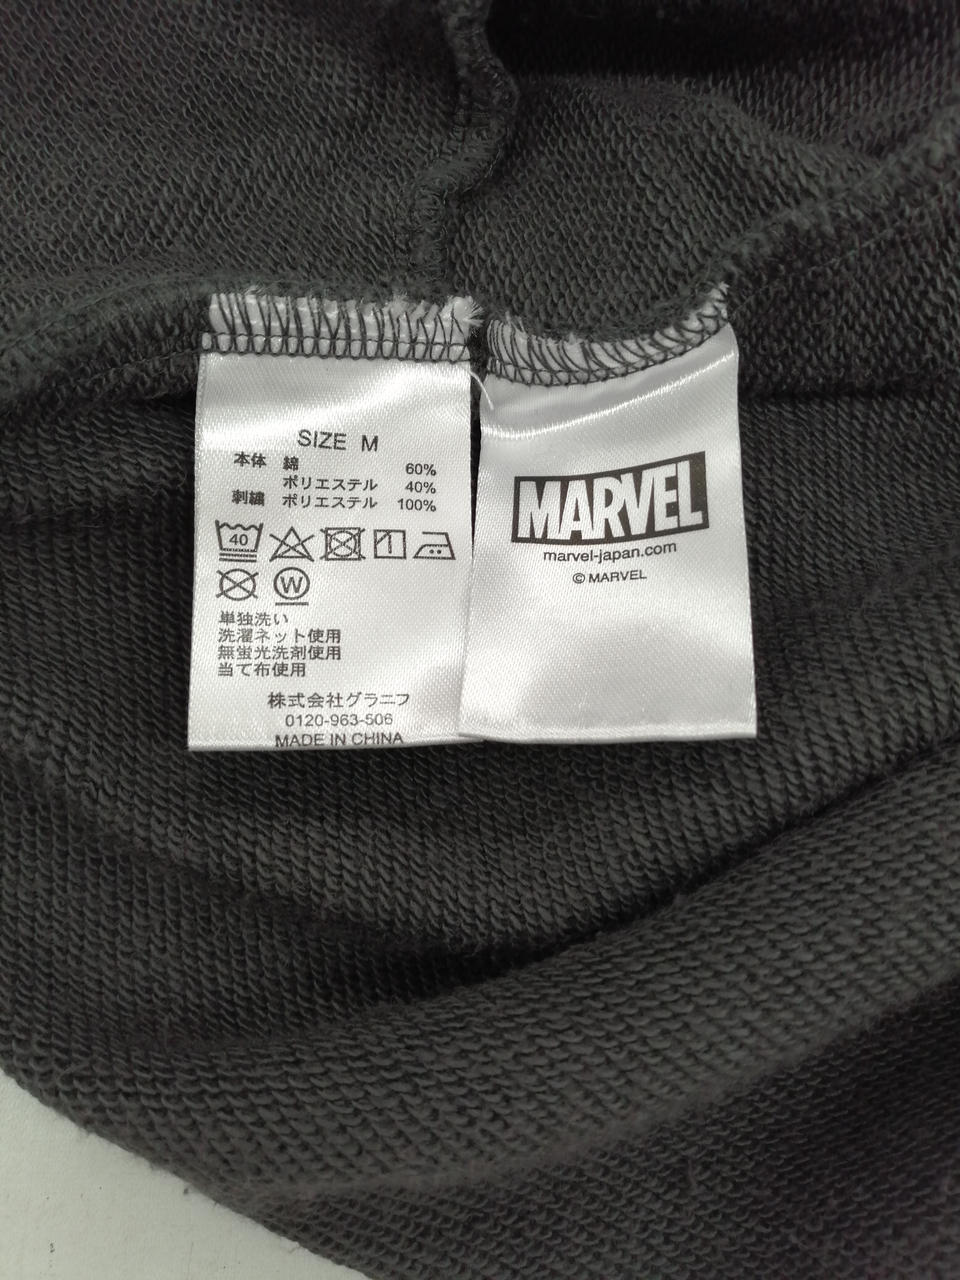 SIZE M
本体 綿 60%
ポリエステル 40%
刺繍 ポリエステル 100%
40
W
単独洗い
洗濯ネット使用
無蛍光洗剤使用
当て布使用
株式会社グラニフ
0120-963-506
MADE IN CHINA
MARVEL
marvel-japan.com
© MARVEL